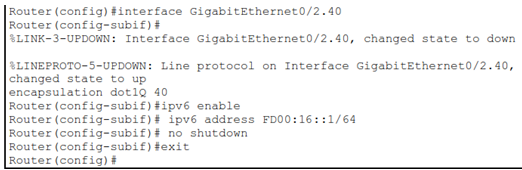 Router(config)#interface GigabitEthernet0/2.40
Router(config-subif)#
%LINK-3-UPDOWN: Interface GigabitEthernet0/2.40, changed state to down
%LINEPROTO-5-UPDOWN: Line protocol on Interface GigabitEthernet0/2.40,
changed state to up
encapsulation dot1Q 40
Router(config-subif)#ipv6 enable
Router(config-subif)# ipv6 address FD00:16::1/64
Router(config-subif)# no shutdown
Router(config-subif)#exit
Router(config)#